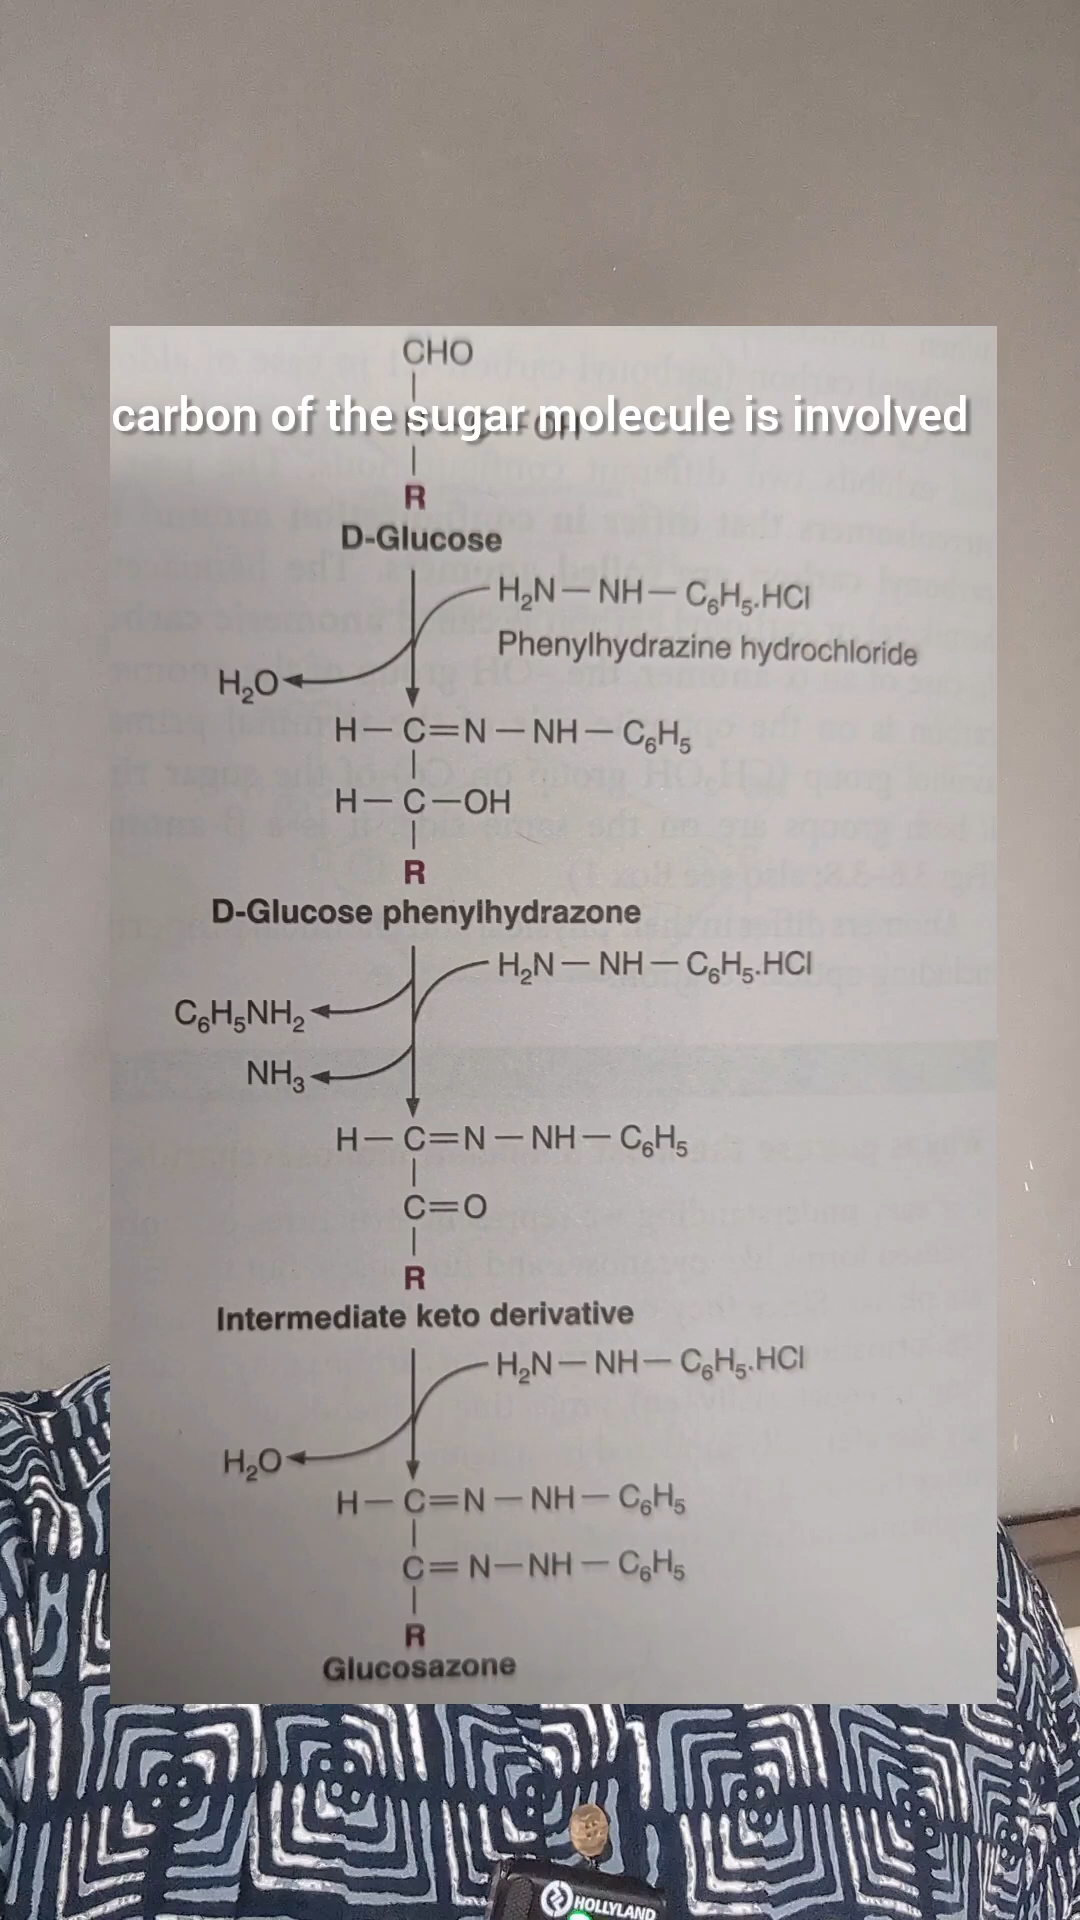 CHO
carbon of the sugar molecule is involved
R
D-Glucose
H₂N—NH—C₆H₅.HCl
Phenylhydrazine hydrochloride
H₂O
H—C=N—NH—C₆H₅
H—C—OH
R
D-Glucose phenylhydrazone
H₂N—NH—C₆H₅.HCl
C₆H₅NH₂
NH₃
H—C=N—NH—C₆H₅
C=O
R
Intermediate keto derivative
H₂N—NH—C₆H₅.HCl
H₂O
H—C=N—NH—C₆H₅
C=N—NH—C₆H₅
R
Glucosazone
HOLLYLAND